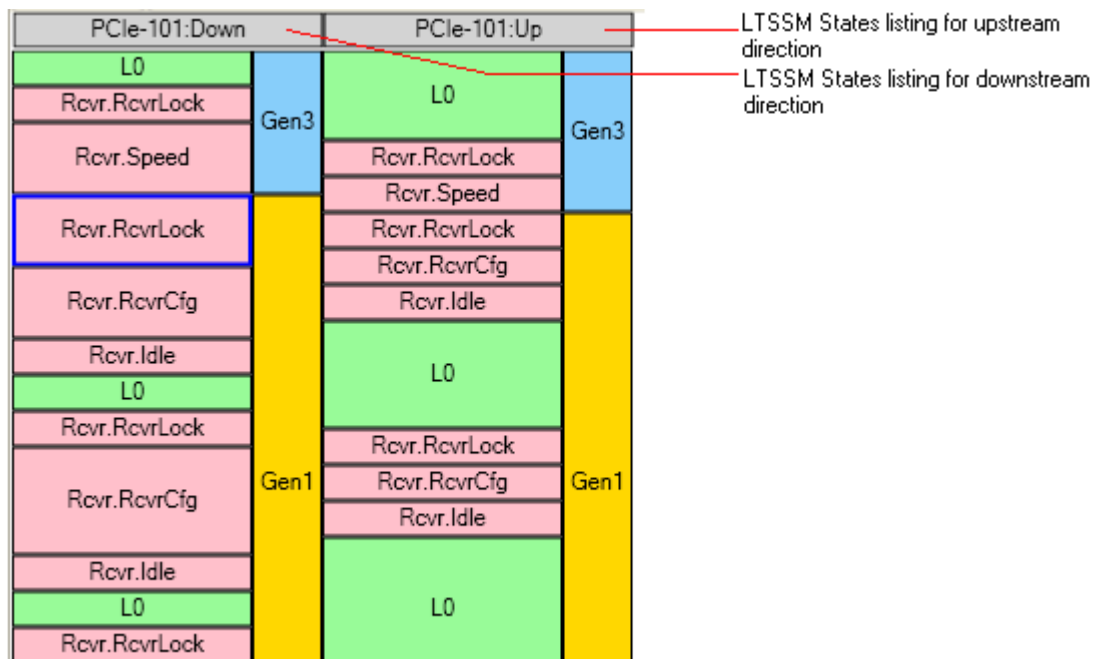 PCIe-101:Down
PCIe-101:Up
LTSSM States listing for upstream
direction
LTSSM States listing for downstream
direction
L0
Rcvr.RcvrLock
Rcvr.Speed
Rcvr.RcvrLock
Rcvr.RcvrCfg
Rcvr.Idle
L0
Rcvr.RcvrLock
Rcvr.RcvrCfg
Rcvr.Idle
L0
Rcvr.RcvrLock
Gen3
Gen1
L0
Rcvr.RcvrLock
Rcvr.Speed
Rcvr.RcvrLock
Rcvr.RcvrCfg
Rcvr.Idle
L0
Rcvr.RcvrLock
Rcvr.RcvrCfg
Rcvr.Idle
L0
Gen3
Gen1